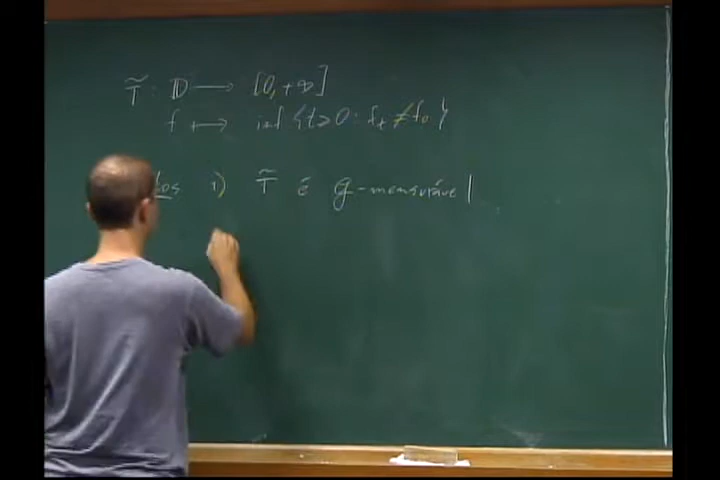 T̃ : 𝔻 ⟶ [0,+∞]
f ⟼ inf {t≥0 : f_t ≠ f_0}
1) T̃ é 𝒢-mensurável